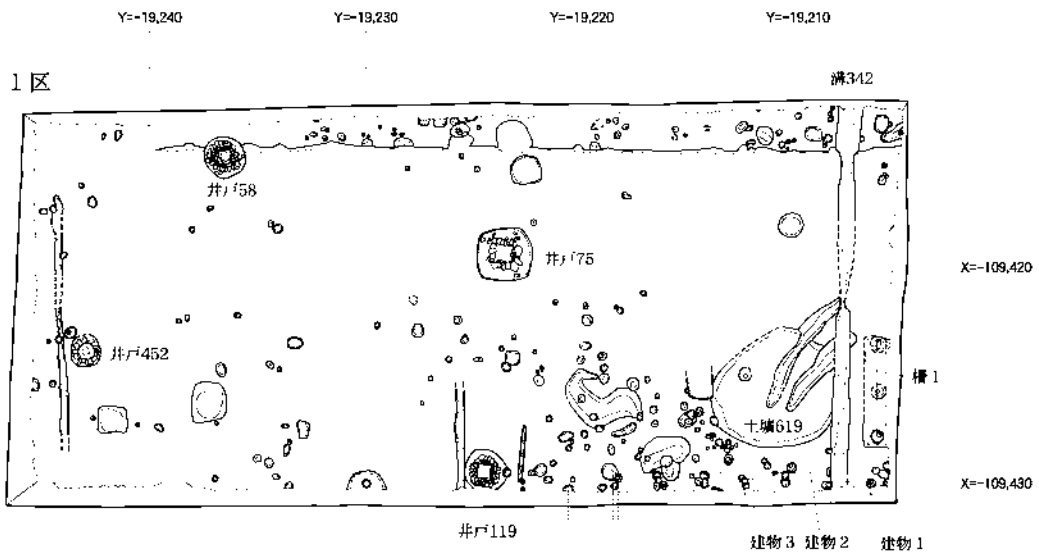 Y=-19,240
Y=-19,230
Y=-19,220
Y=-19,210
1区
溝342
井戸58
井戸75
X=-109,420
井戸452
柵1
土壙619
X=-109,430
井戸119
建物3
建物2
建物1